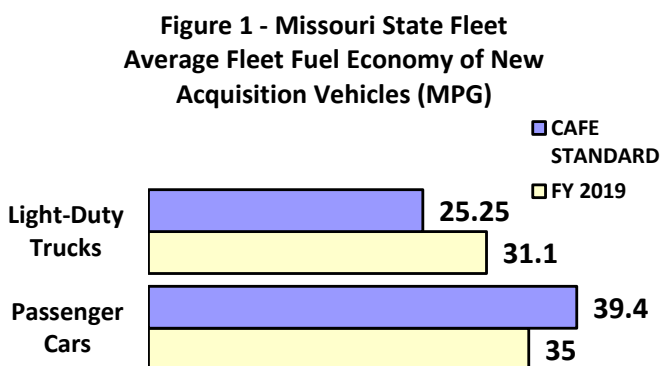 Figure 1 - Missouri State Fleet
Average Fleet Fuel Economy of New
Acquisition Vehicles (MPG)
CAFE
STANDARD
FY 2019
Light-Duty
Trucks
25.25
31.1
Passenger
Cars
39.4
35